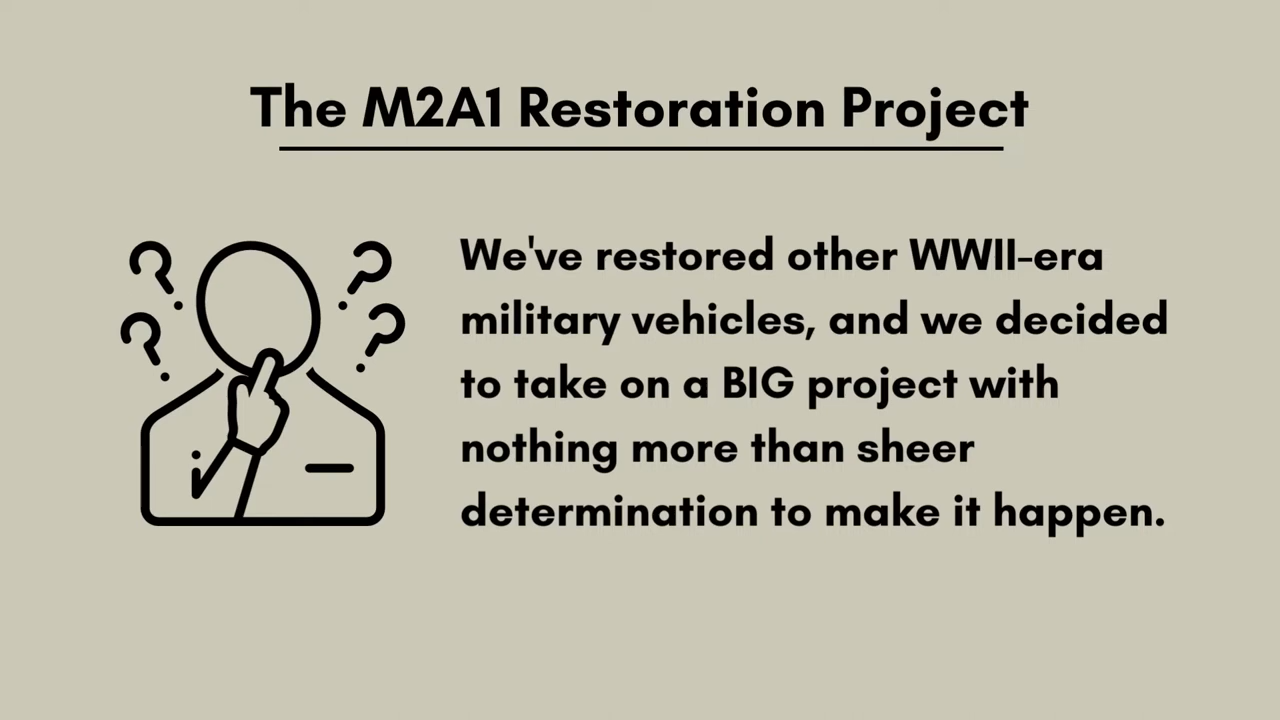 The M2A1 Restoration Project
We've restored other WWII-era
military vehicles, and we decided
to take on a BIG project with
nothing more than sheer
determination to make it happen.